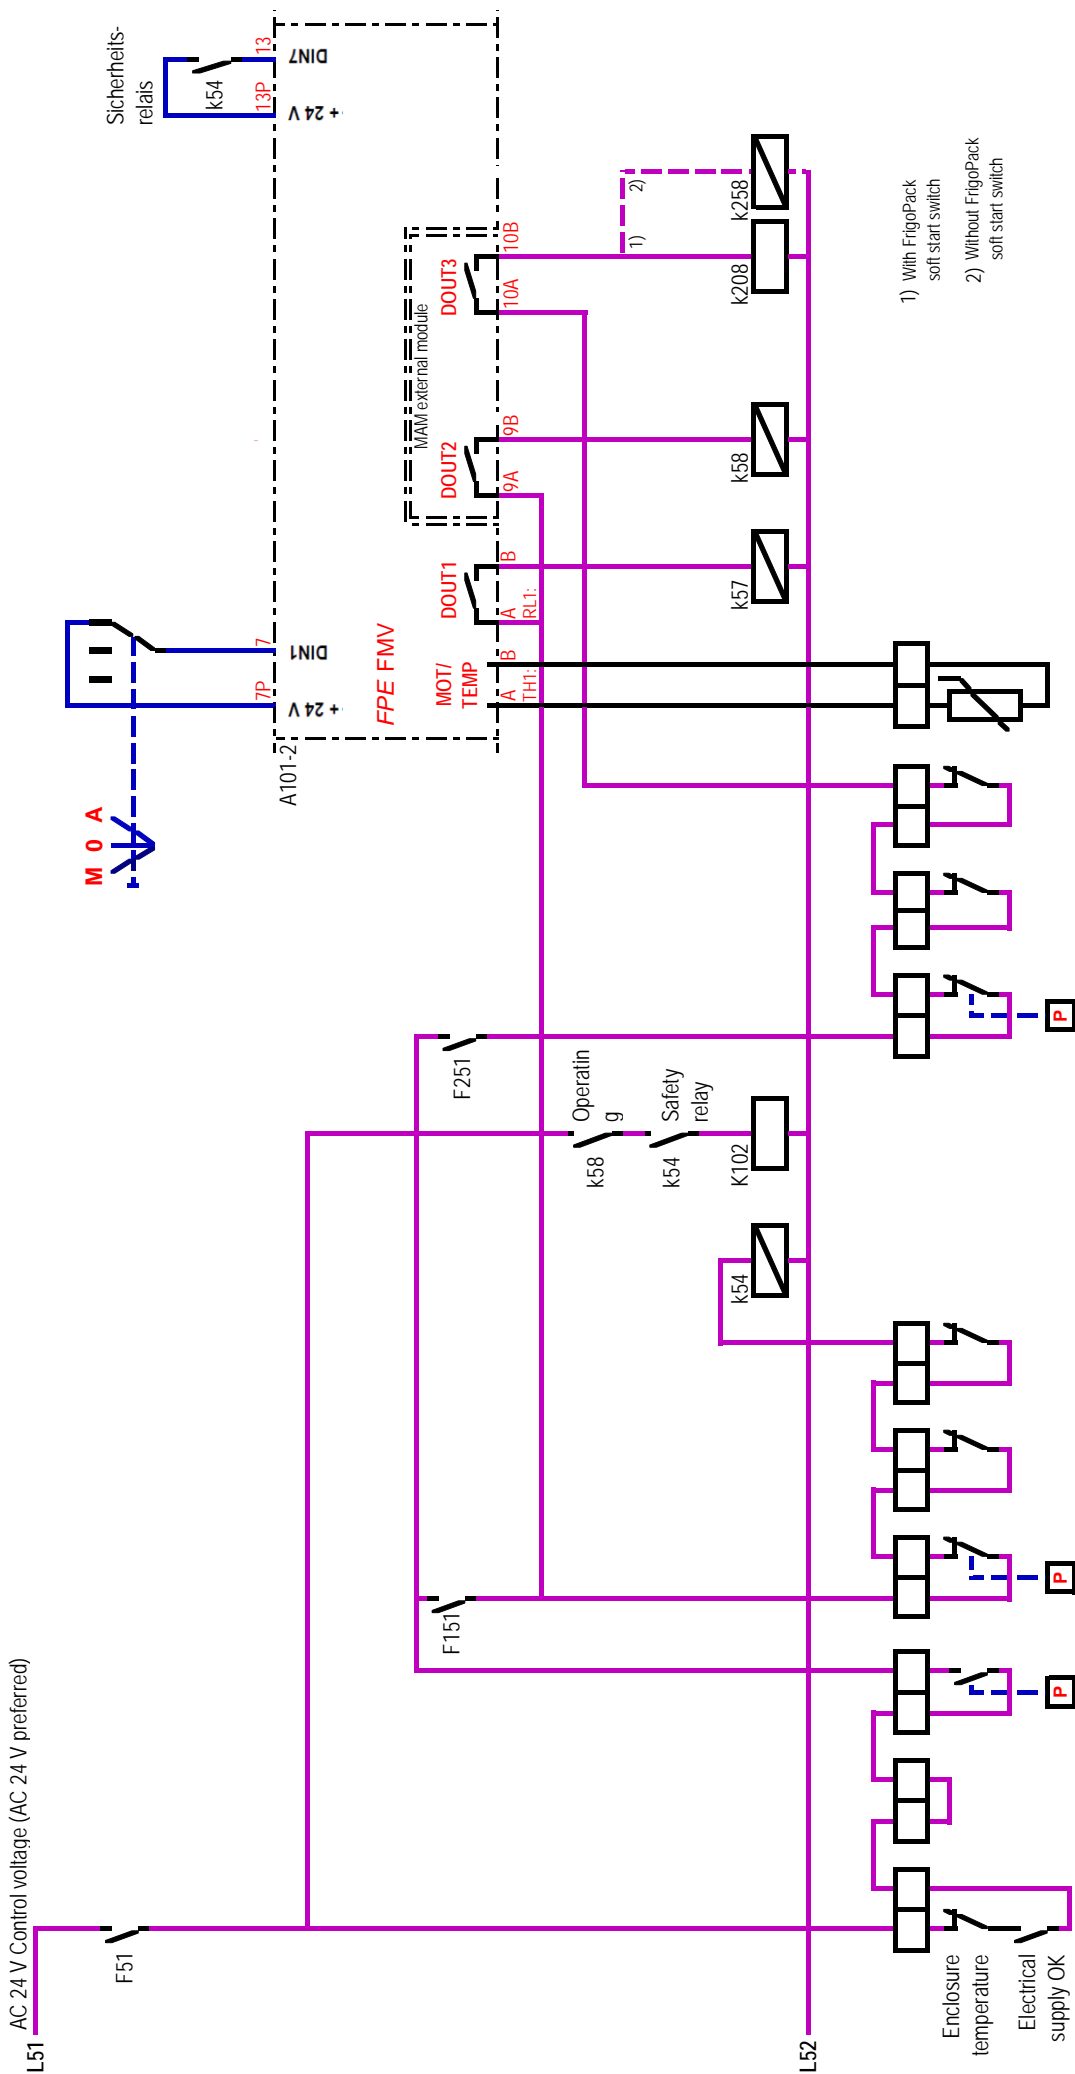 AC 24 V Control voltage (AC 24 V preferred)
L51
F51
L52
Enclosure
temperature
Electrical
supply OK
P
F151
P
k54
K102
k58
Operatin
g
k54
Safety
relay
F251
P
M 0 A
A101-2
7P
7
+ 24 V
DIN1
FPE FMV
MOT/
TEMP
A
B
TH1:
DOUT1
A
B
RL1:
DOUT2
9A
9B
MAM external module
DOUT3
10A
10B
k57
k58
k208
k258
1)
2)
Sicherheits-
relais
k54
13P
13
+ 24 V
DIN7
1) With FrigoPack
soft start switch
2) Without FrigoPack
soft start switch